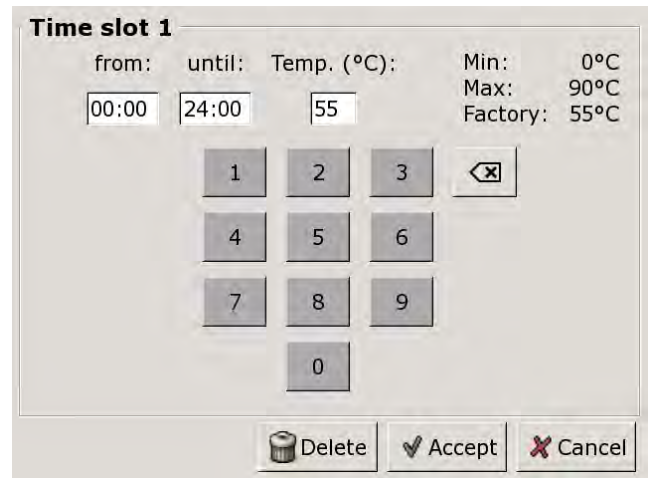 Time slot 1
from: until: Temp. (°C):
00:00 24:00 55
Min: 0°C
Max: 90°C
Factory: 55°C
1 2 3
4 5 6
7 8 9
0
Delete Accept Cancel